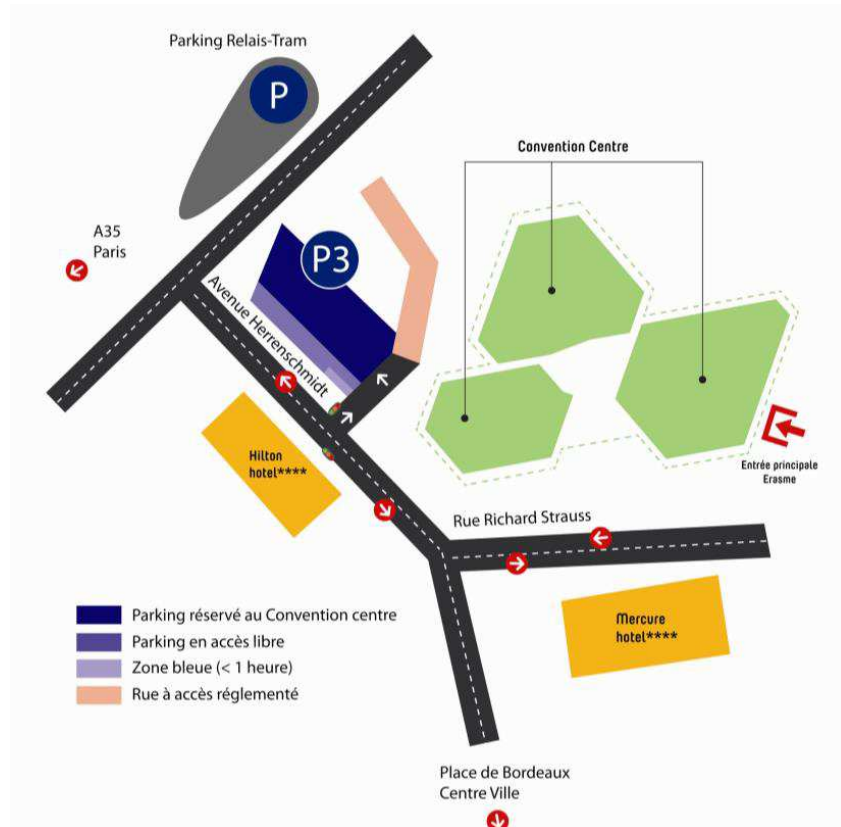 Parking Relais-Tram
P
Convention Centre
A35
Paris
P3
Avenue Herrenschmidt
Hilton
hotel****
Entrée principale
Erasme
Rue Richard Strauss
Mercure
hotel****
Parking réservé au Convention centre
Parking en accès libre
Zone bleue (< 1 heure)
Rue à accès réglementé
Place de Bordeaux
Centre Ville